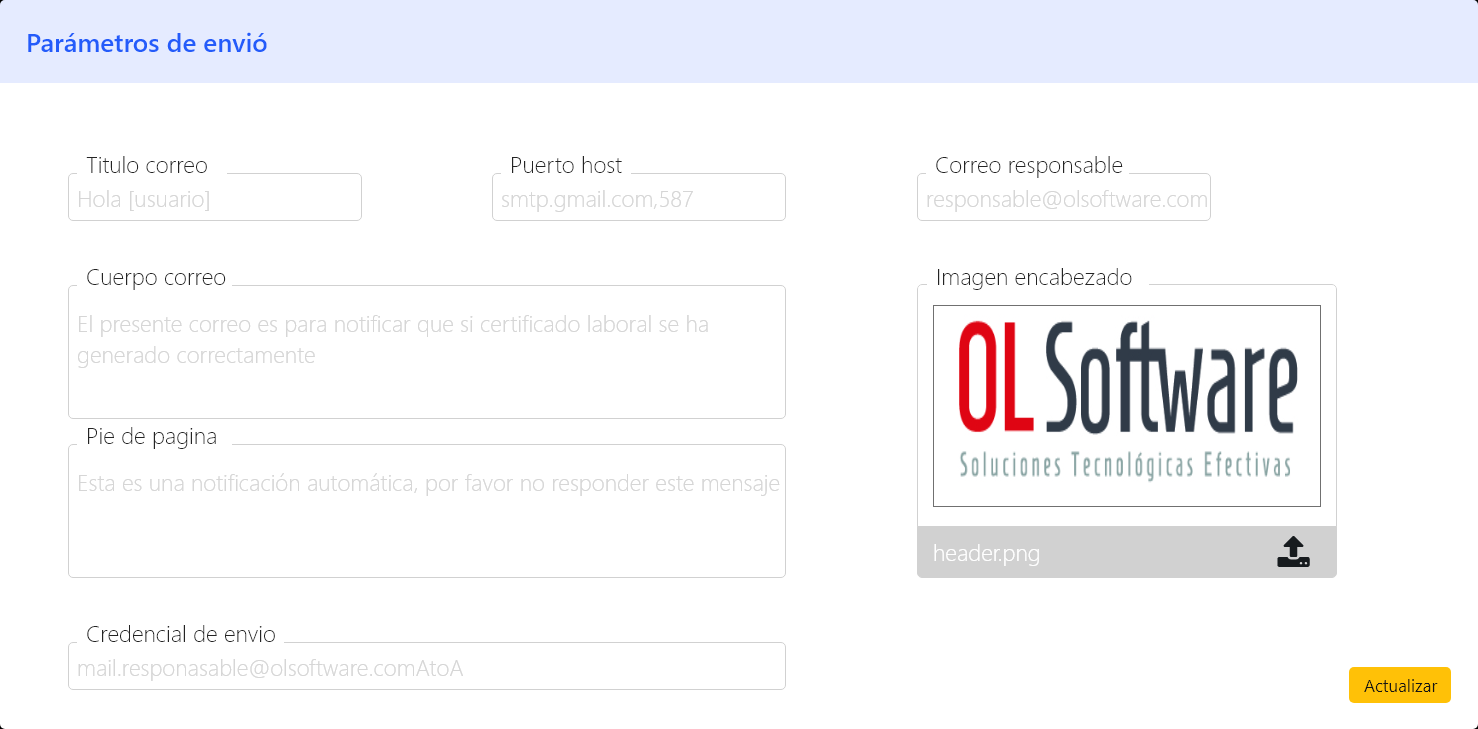 Parámetros de envió
Titulo correo
Hola [usuario]
Puerto host
smtp.gmail.com,587
Correo responsable
responsable@olsoftware.com
Cuerpo correo
El presente correo es para notificar que si certificado laboral se ha
generado correctamente
Imagen encabezado
OLSoftware
Soluciones Tecnológicas Efectivas
header.png
Pie de pagina
Esta es una notificación automática, por favor no responder este mensaje
Credencial de envio
mail.responasable@olsoftware.comAtoA
Actualizar